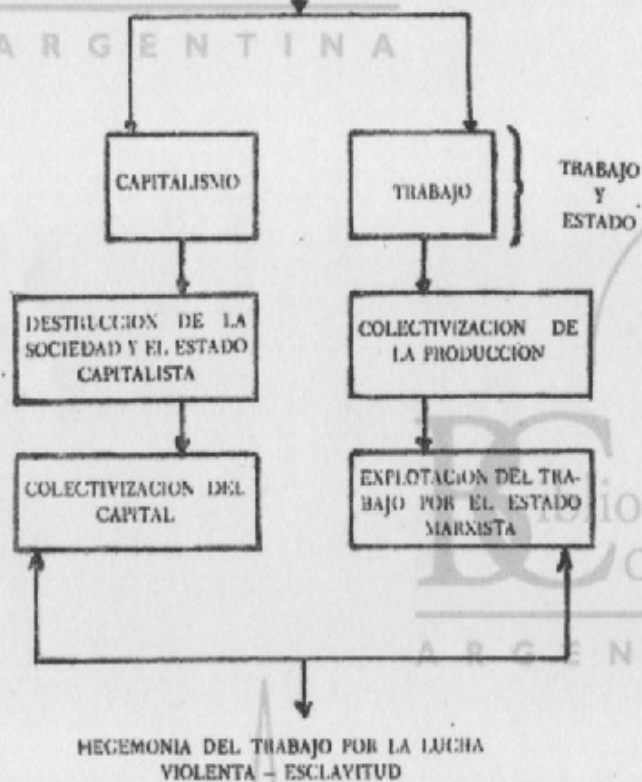 ARGENTINA
CAPITALISMO
TRABAJO
TRABAJO
Y
ESTADO
DESTRUCCION DE LA
SOCIEDAD Y EL ESTADO
CAPITALISTA
COLECTIVIZACION DE
LA PRODUCCION
COLECTIVIZACION DEL
CAPITAL
EXPLOTACION DEL TRA-
BAJO POR EL ESTADO
MARXISTA
HEGEMONIA DEL TRABAJO POR LA LUCHA
VIOLENTA – ESCLAVITUD